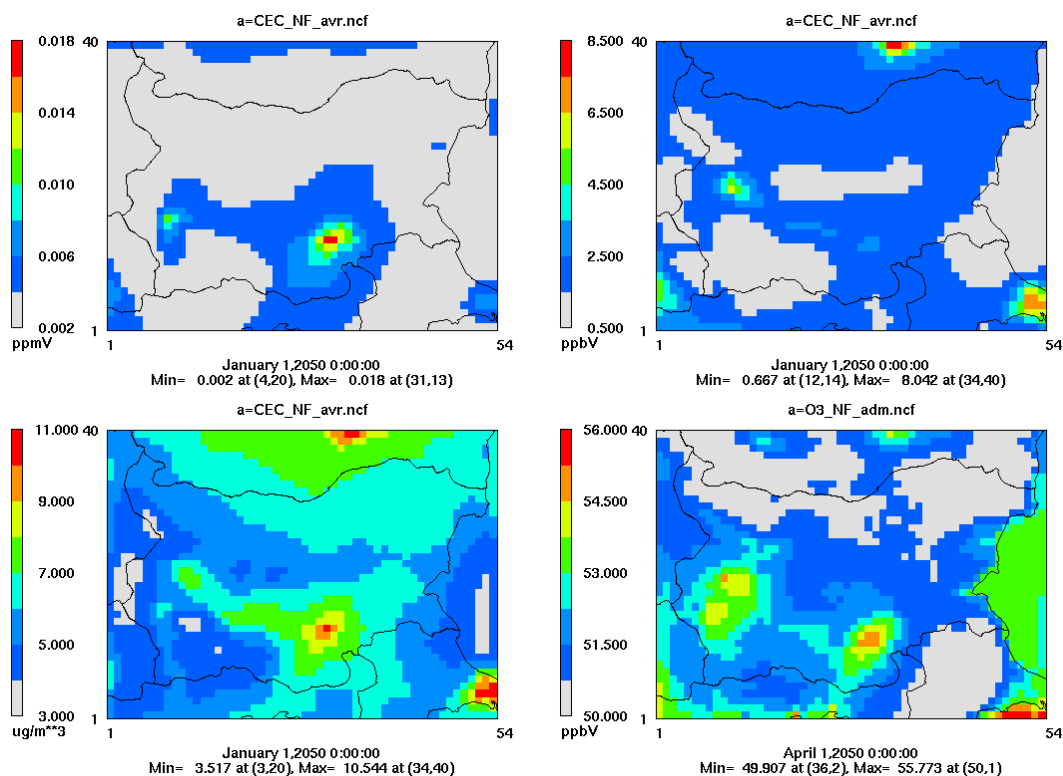 a=CEC_NF_avr.ncf
0.018
0.014
0.010
0.006
0.002
ppmV
40
1
1
54
January 1,2050 0:00:00
Min= 0.002 at (4,20), Max= 0.018 at (31,13)
a=CEC_NF_avr.ncf
8.500
6.500
4.500
2.500
0.500
ppbV
40
1
1
54
January 1,2050 0:00:00
Min= 0.667 at (12,14), Max= 8.042 at (34,40)
a=CEC_NF_avr.ncf
11.000
9.000
7.000
5.000
3.000
ug/m**3
40
1
1
54
January 1,2050 0:00:00
Min= 3.517 at (3,20), Max= 10.544 at (34,40)
a=O3_NF_adm.ncf
56.000
54.500
53.000
51.500
50.000
ppbV
40
1
1
54
April 1,2050 0:00:00
Min= 49.907 at (36,2), Max= 55.773 at (50,1)